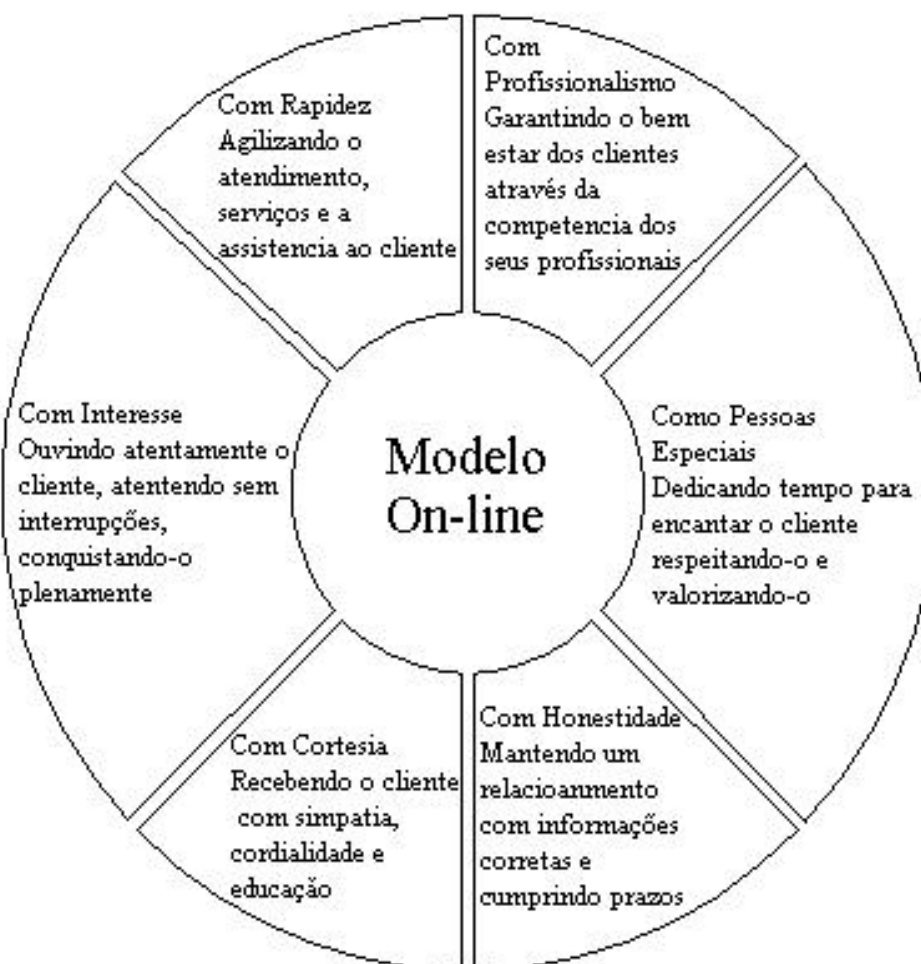 Com Rapidez
Agilizando o
atendimento,
serviços e a
assistencia ao cliente
Com
Profissionalismo
Garantindo o bem
estar dos clientes
através da
competencia dos
seus profissionais
Com Interesse
Ouvindo atentamente o
cliente, atentendo sem
interrupções,
conquistando-o
plenamente
Modelo
On-line
Como Pessoas
Especiais
Dedicando tempo para
encantar o cliente
respeitando-o e
valorizando-o
Com Cortesia
Recebendo o cliente
com simpatia,
cordialidade e
educação
Com Honestidade
Mantendo um
relacioanmento
com informações
corretas e
cumprindo prazos